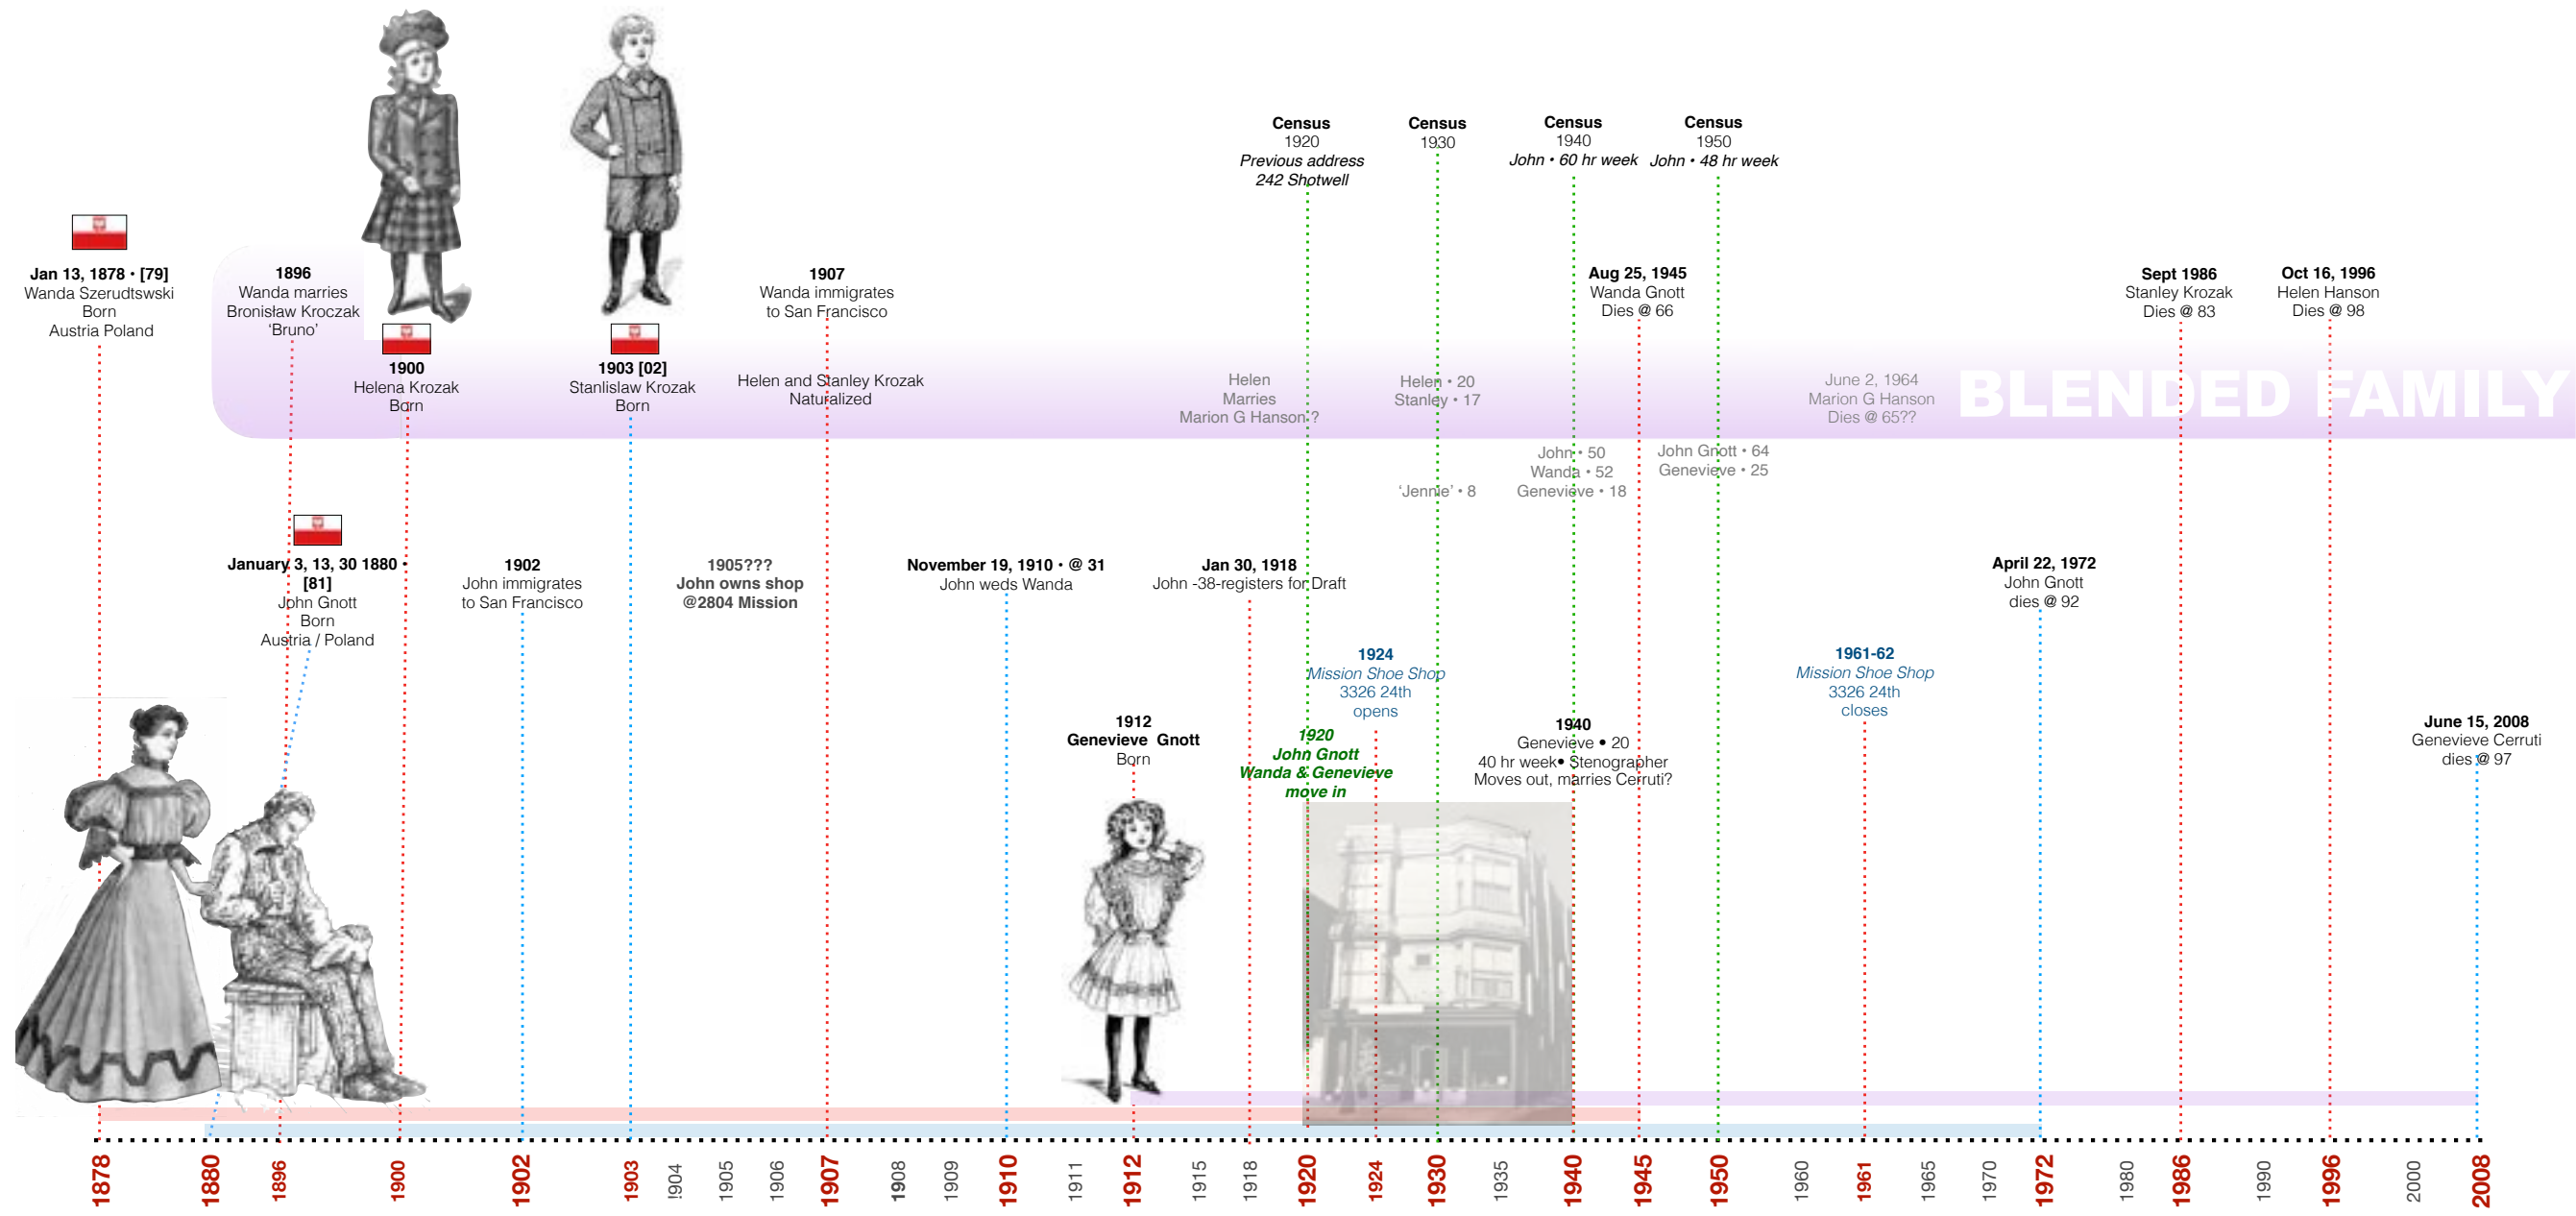 Census
1920
Previous address
242 Shotwell
Census
1930
Census
1940
John • 60 hr week
Census
1950
John • 48 hr week
Jan 13, 1878 • [79]
Wanda Szerudtswski
Born
Austria Poland
1896
Wanda marries
Bronisław Kroczak
‘Bruno’
1900
Helena Krozak
Born
1903 [02]
Stanlislaw Krozak
Born
1907
Wanda immigrates
to San Francisco
Helen and Stanley Krozak
Naturalized
Helen
Marries
Marion G Hanson ?
Helen • 20
Stanley • 17
Aug 25, 1945
Wanda Gnott
Dies @ 66
June 2, 1964
Marion G Hanson
Dies @ 65??
Sept 1986
Stanley Krozak
Dies @ 83
Oct 16, 1996
Helen Hanson
Dies @ 98
BLENDED FAMILY
‘Jennie’ • 8
John • 50
Wanda • 52
Genevieve • 18
John Gnott • 64
Genevieve • 25
January 3, 13, 30 1880 •
[81]
John Gnott
Born
Austria / Poland
1902
John immigrates
to San Francisco
1905???
John owns shop
@2804 Mission
November 19, 1910 • @ 31
John weds Wanda
Jan 30, 1918
John -38-registers for Draft
April 22, 1972
John Gnott
dies @ 92
1924
Mission Shoe Shop
3326 24th
opens
1961-62
Mission Shoe Shop
3326 24th
closes
1912
Genevieve Gnott
Born
1920
John Gnott
Wanda & Genevieve
move in
1940
Genevieve • 20
40 hr week• Stenographer
Moves out, marries Cerruti?
June 15, 2008
Genevieve Cerruti
dies @ 97
1878
1880
1896
1900
1902
1903
!904
1905
1906
1907
1908
1909
1910
1911
1912
1915
1918
1920
1924
1930
1935
1940
1945
1950
1960
1961
1965
1970
1972
1980
1986
1990
1996
2000
2008